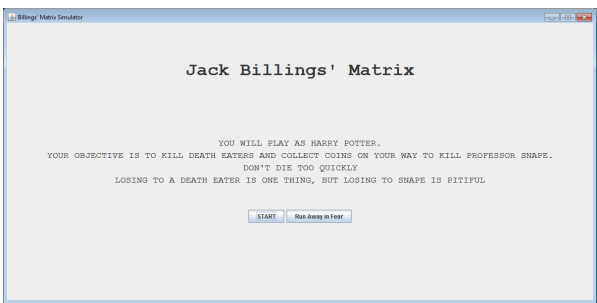 Billings' Matrix Simulator
Jack Billings' Matrix
YOU WILL PLAY AS HARRY POTTER.
YOUR OBJECTIVE IS TO KILL DEATH EATERS AND COLLECT COINS ON YOUR WAY TO KILL PROFESSOR SNAPE.
DON'T DIE TOO QUICKLY
LOSING TO A DEATH EATER IS ONE THING, BUT LOSING TO SNAPE IS PITIFUL
START Run Away in Fear